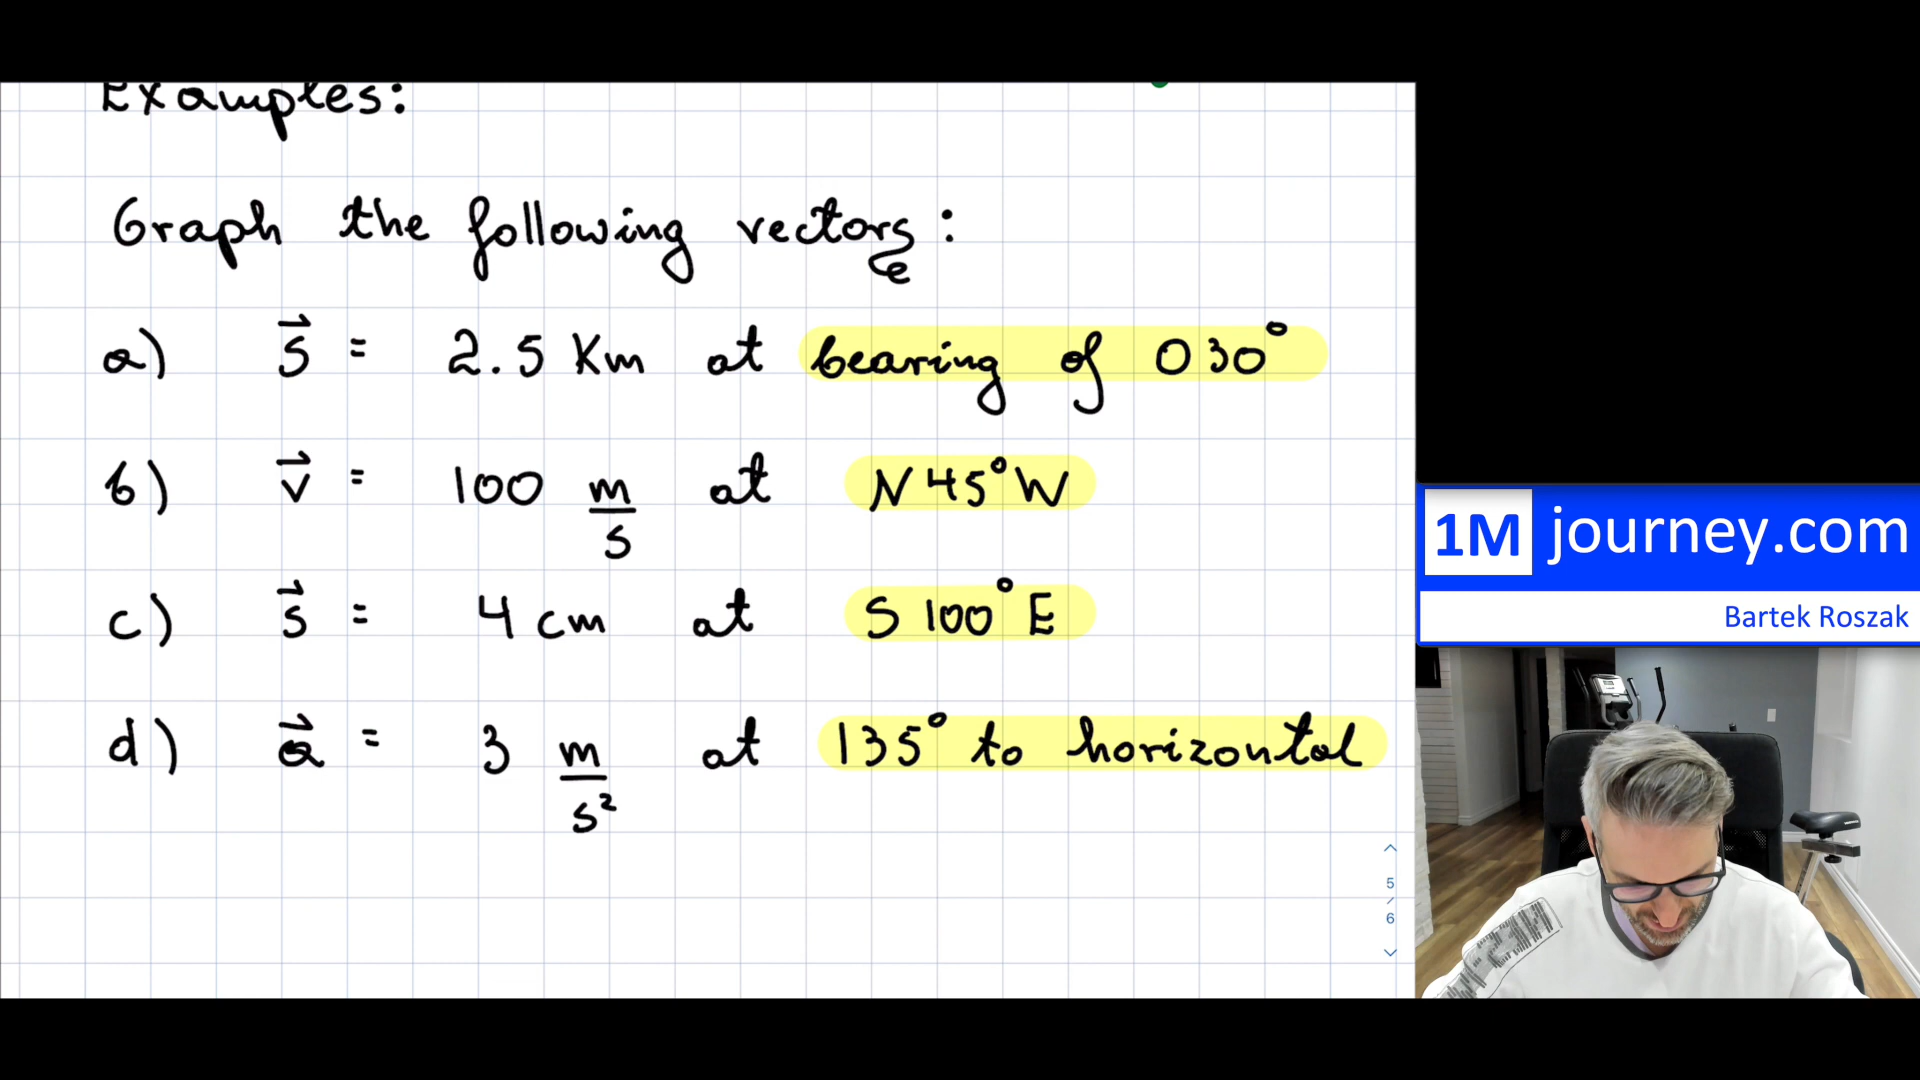 Examples:
Graph the following vectors:
a) s⃗ = 2.5 Km at bearing of 030°
b) v⃗ = 100 m/s at N45°W
c) s⃗ = 4 cm at S 100° E
d) a⃗ = 3 m/s² at 135° to horizontal
5
/
6
1M journey.com
Bartek Roszak